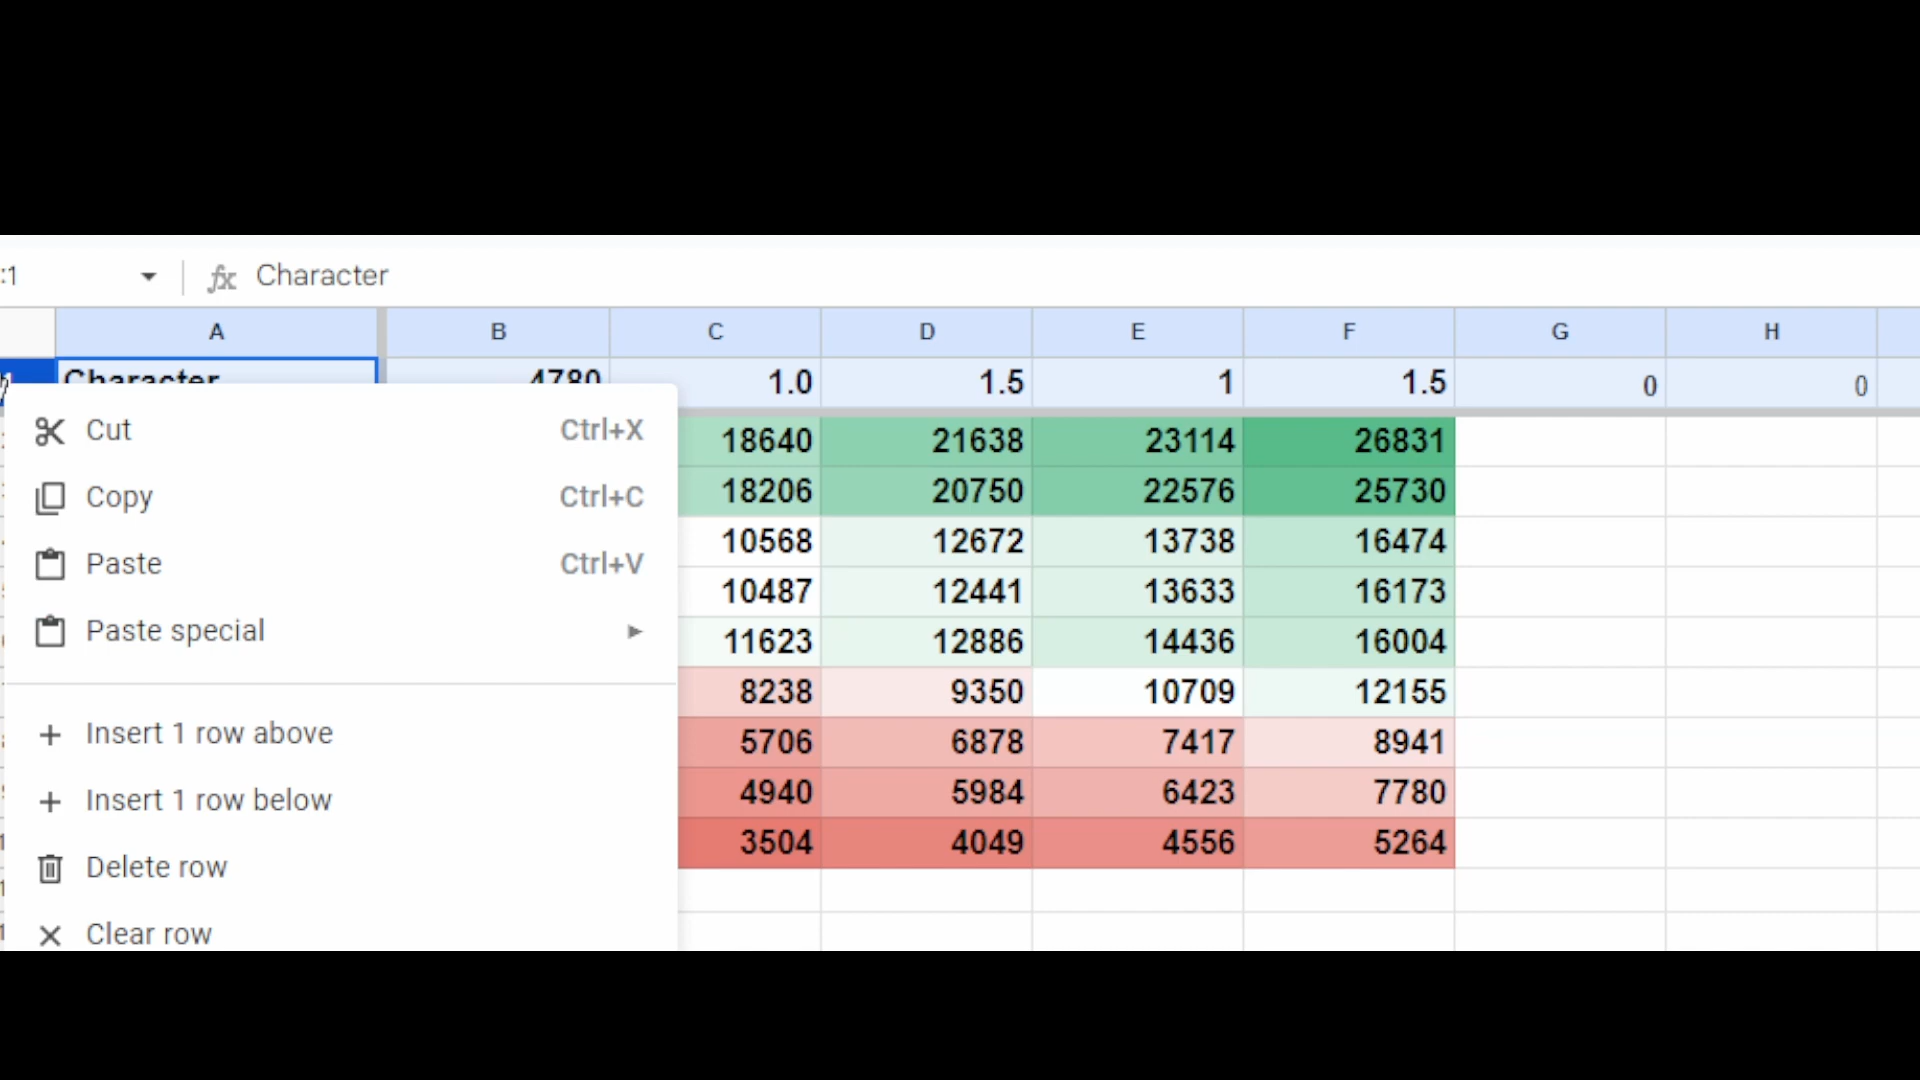 :1 fx Character
A B C D E F G H
Character 4780 1.0 1.5 1 1.5 0 0
Cut Ctrl+X
Copy Ctrl+C
Paste Ctrl+V
Paste special
Insert 1 row above
Insert 1 row below
Delete row
Clear row
18640 21638 23114 26831
18206 20750 22576 25730
10568 12672 13738 16474
10487 12441 13633 16173
11623 12886 14436 16004
8238 9350 10709 12155
5706 6878 7417 8941
4940 5984 6423 7780
3504 4049 4556 5264